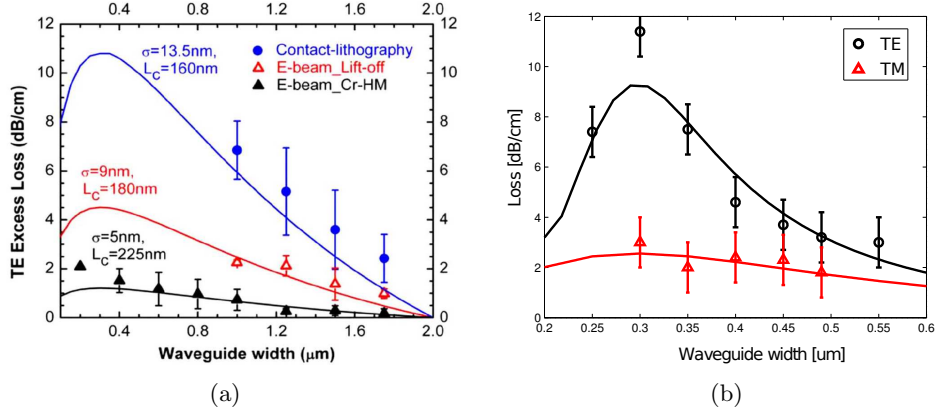 0.4 0.8 1.2 1.6 2.0
12 12
10 10
8 8
6 6
4 4
2 2
0 0
0.4 0.8 1.2 1.6 2.0
TE Excess Loss (dB/cm)
Waveguide width (μm)
σ=13.5nm,
L_C=160nm
Contact-lithography
E-beam_Lift-off
E-beam_Cr-HM
σ=9nm,
L_C=180nm
σ=5nm,
L_C=225nm
(a)
12
10
8
6
4
2
0
0.2 0.25 0.3 0.35 0.4 0.45 0.5 0.55 0.6
Loss [dB/cm]
Waveguide width [um]
TE
TM
(b)